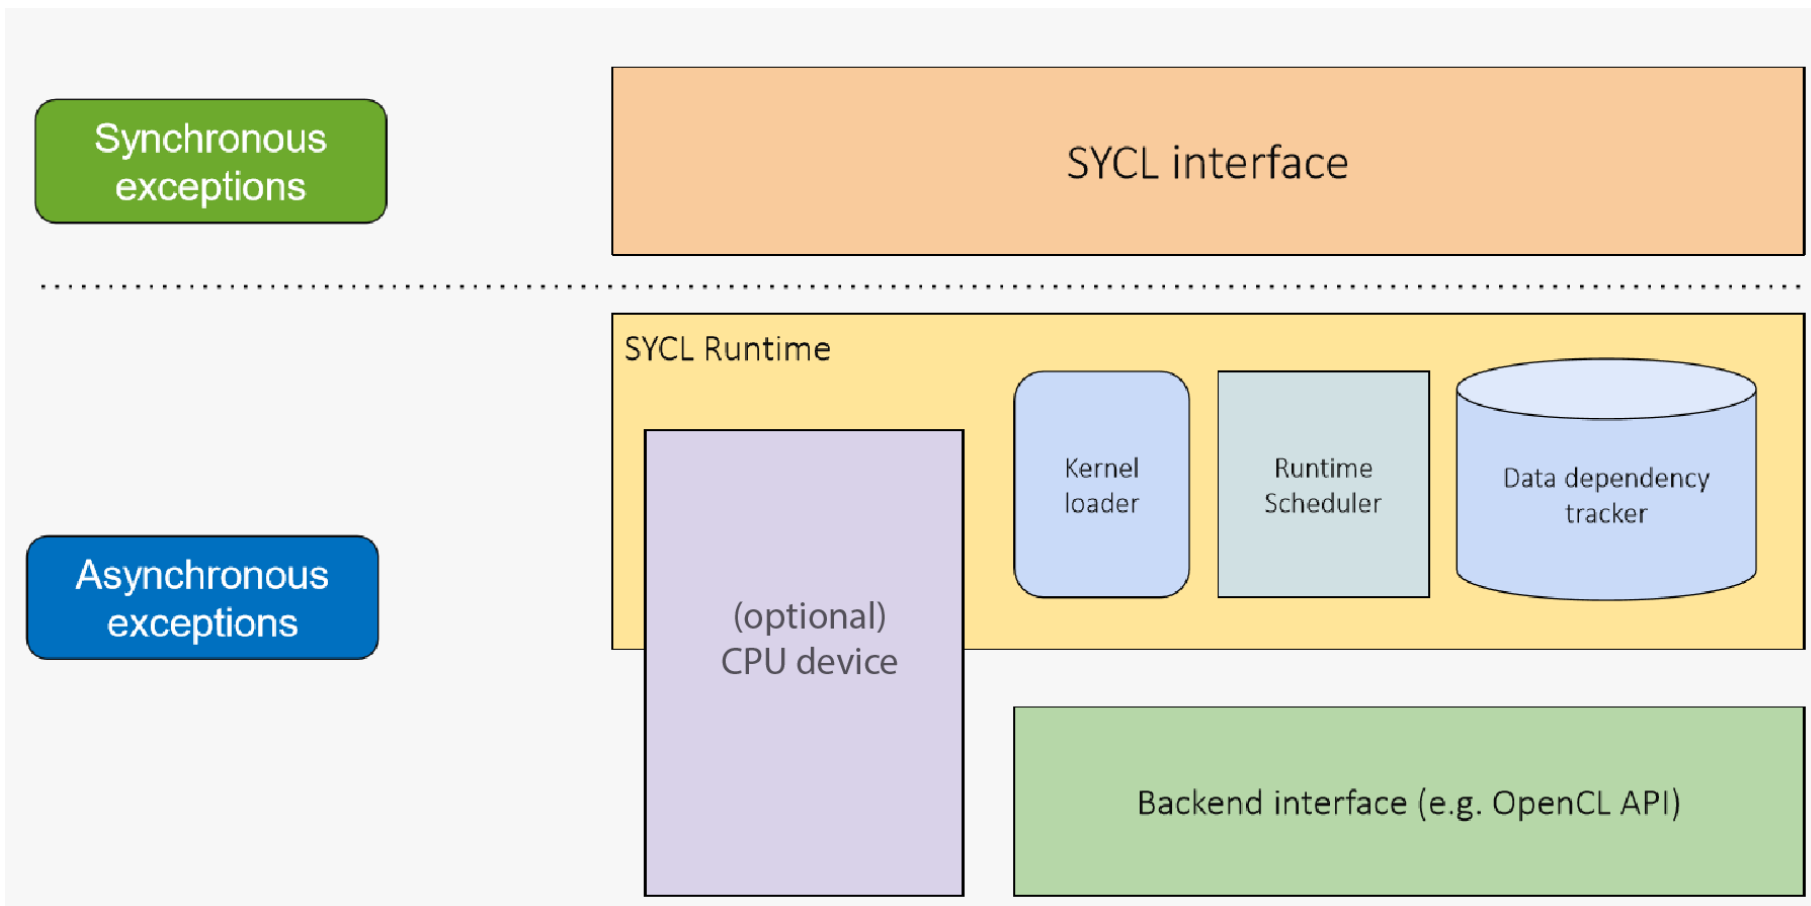 Synchronous
exceptions
SYCL interface
SYCL Runtime
Kernel
loader
Runtime
Scheduler
Data dependency
tracker
Asynchronous
exceptions
(optional)
CPU device
Backend interface (e.g. OpenCL API)